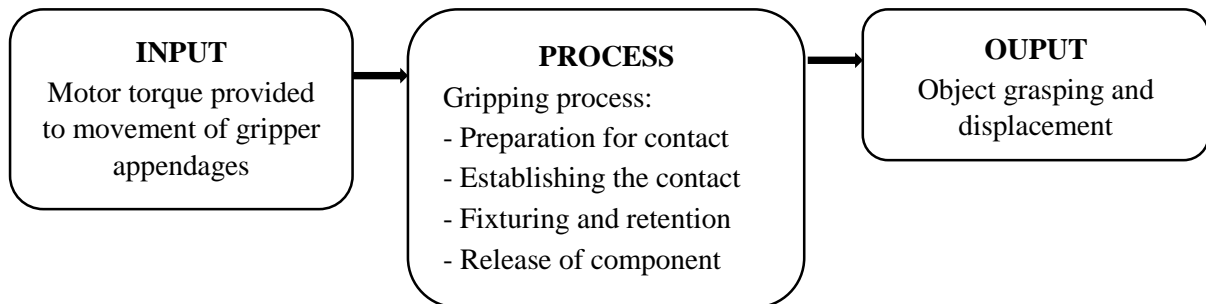 INPUT
Motor torque provided
to movement of gripper
appendages
PROCESS
Gripping process:
- Preparation for contact
- Establishing the contact
- Fixturing and retention
- Release of component
OUPUT
Object grasping and
displacement